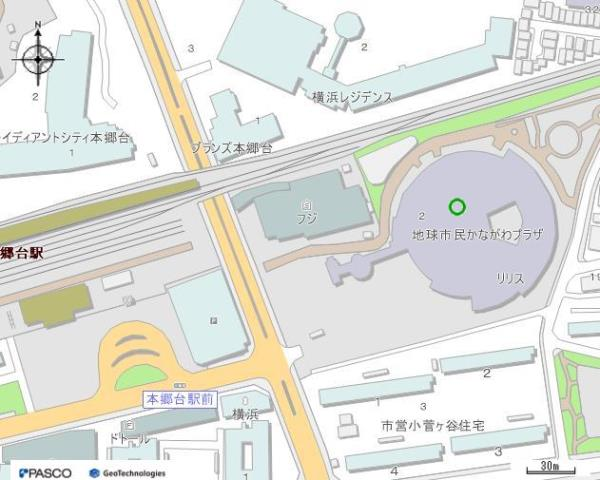 N
32
2
3
2
横浜レジデンス
1
イディアントシティ本郷台
1
ブランズ本郷台
フジ
2
地球市民かながわプラザ
郷台駅
リリス
19
P
本郷台駅前
横浜
1
2
3
市営小菅ヶ谷住宅
ドトール
1
4
3
PASCO
GeoTechnologies
30m